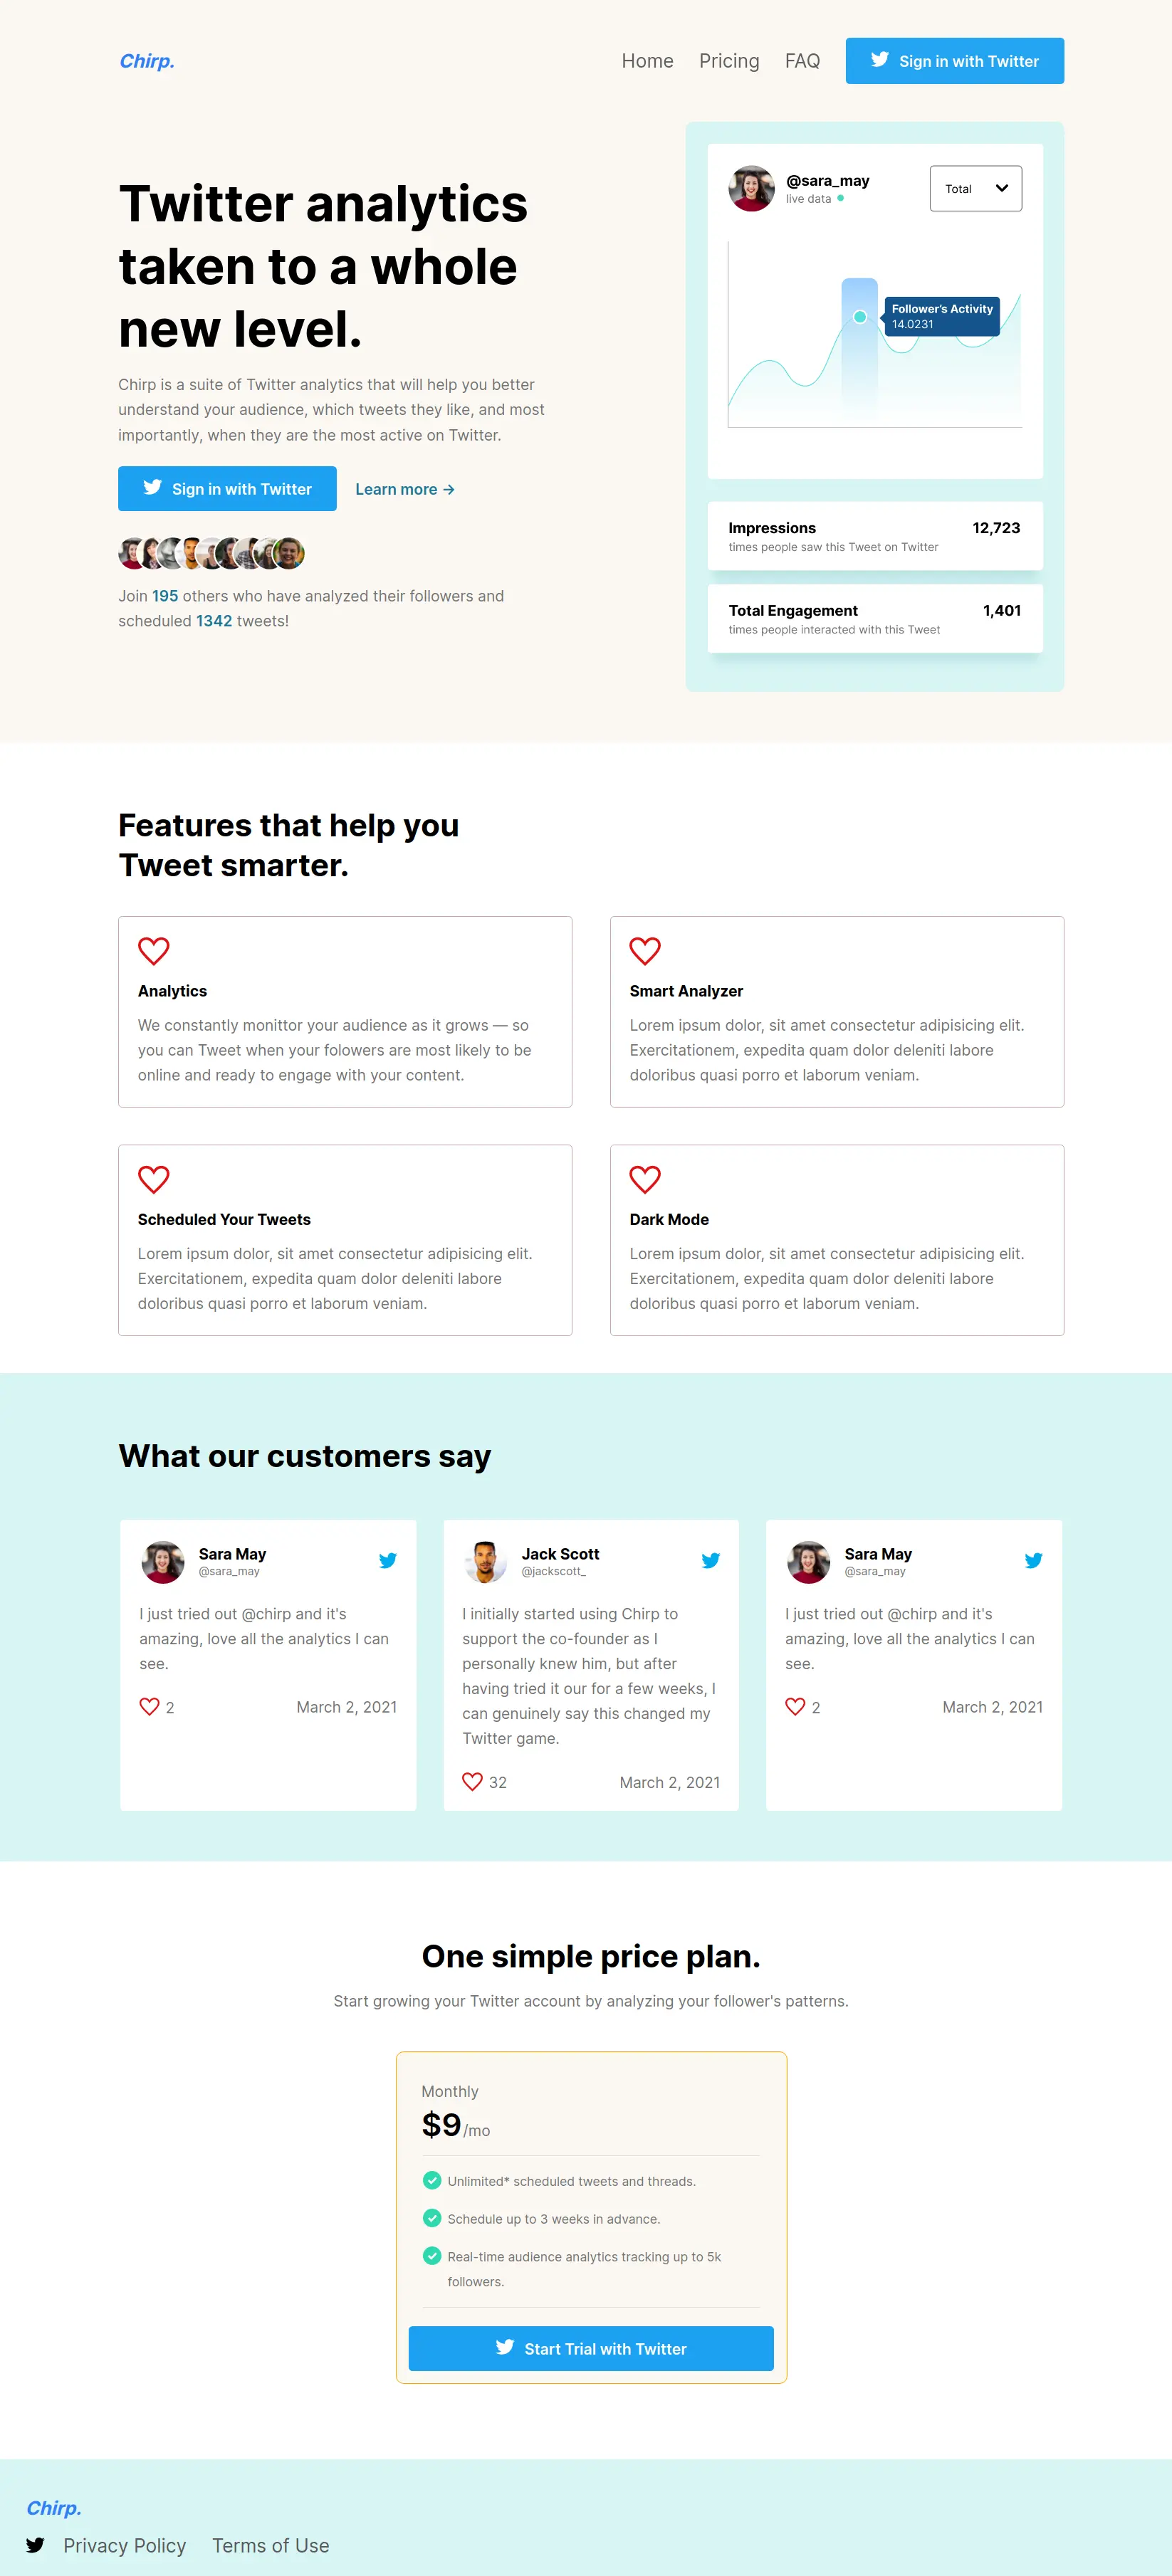 Chirp.
Home Pricing FAQ Sign in with Twitter
Twitter analytics
taken to a whole
new level.
Chirp is a suite of Twitter analytics that will help you better
understand your audience, which tweets they like, and most
importantly, when they are the most active on Twitter.
Sign in with Twitter Learn more →
Join 195 others who have analyzed their followers and
scheduled 1342 tweets!
@sara_may
live data
Total
Follower's Activity
14.0231
Impressions 12,723
times people saw this Tweet on Twitter
Total Engagement 1,401
times people interacted with this Tweet
Features that help you
Tweet smarter.
Analytics
We constantly monittor your audience as it grows — so
you can Tweet when your folowers are most likely to be
online and ready to engage with your content.
Smart Analyzer
Lorem ipsum dolor, sit amet consectetur adipisicing elit.
Exercitationem, expedita quam dolor deleniti labore
doloribus quasi porro et laborum veniam.
Scheduled Your Tweets
Lorem ipsum dolor, sit amet consectetur adipisicing elit.
Exercitationem, expedita quam dolor deleniti labore
doloribus quasi porro et laborum veniam.
Dark Mode
Lorem ipsum dolor, sit amet consectetur adipisicing elit.
Exercitationem, expedita quam dolor deleniti labore
doloribus quasi porro et laborum veniam.
What our customers say
Sara May
@sara_may
I just tried out @chirp and it's
amazing, love all the analytics I can
see.
2 March 2, 2021
Jack Scott
@jackscott_
I initially started using Chirp to
support the co-founder as I
personally knew him, but after
having tried it our for a few weeks, I
can genuinely say this changed my
Twitter game.
32 March 2, 2021
Sara May
@sara_may
I just tried out @chirp and it's
amazing, love all the analytics I can
see.
2 March 2, 2021
One simple price plan.
Start growing your Twitter account by analyzing your follower's patterns.
Monthly
$9/mo
Unlimited* scheduled tweets and threads.
Schedule up to 3 weeks in advance.
Real-time audience analytics tracking up to 5k
followers.
Start Trial with Twitter
Chirp.
Privacy Policy Terms of Use